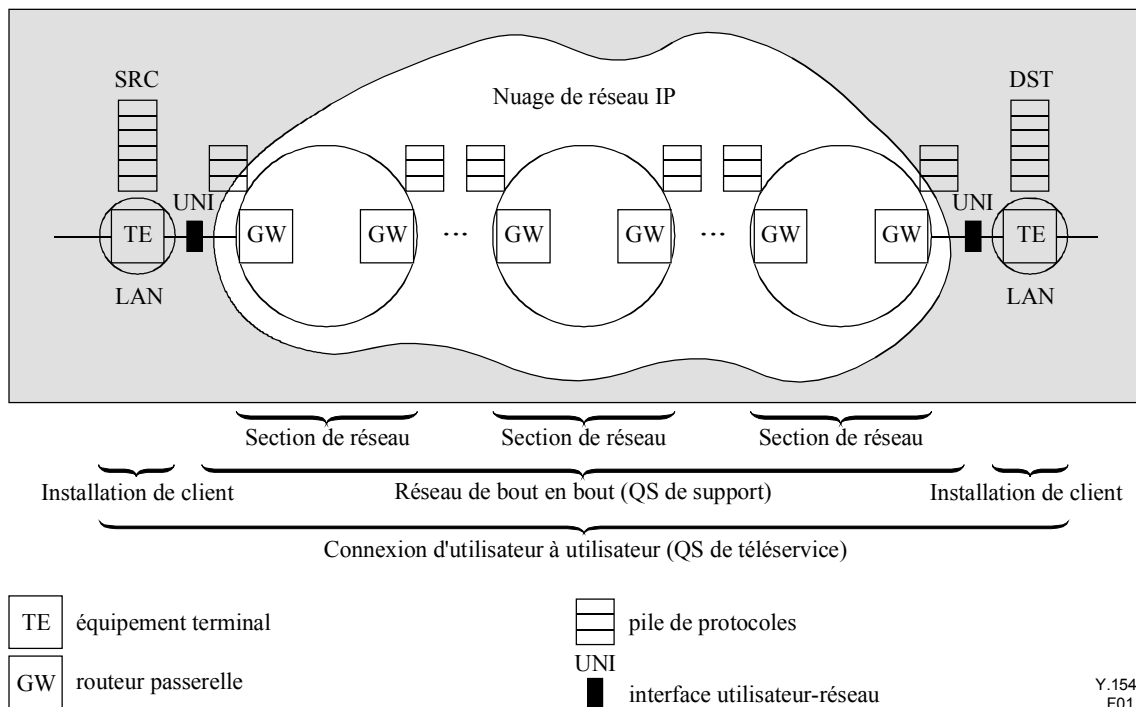 SRC
DST
Nuage de réseau IP
UNI
UNI
TE
GW
GW
...
GW
GW
...
GW
GW
TE
LAN
LAN
Section de réseau
Section de réseau
Section de réseau
Installation de client
Réseau de bout en bout (QS de support)
Installation de client
Connexion d'utilisateur à utilisateur (QS de téléservice)
TE
équipement terminal
pile de protocoles
GW
routeur passerelle
UNI
interface utilisateur-réseau
Y.154